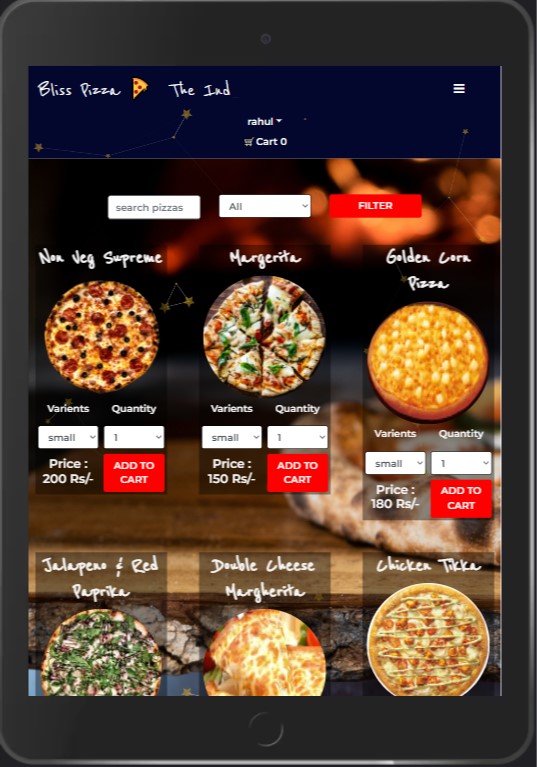 Bliss Pizza The Ind
rahul
Cart 0
search pizzas All FILTER
Non Veg Supreme
Margerita
Golden Corn
Pizza
Varients Quantity
small 1
Price :
200 Rs/-
ADD TO
CART
Varients Quantity
small 1
Price :
150 Rs/-
ADD TO
CART
Varients Quantity
small 1
Price :
180 Rs/-
ADD TO
CART
Jalapeno & Red
Paprika
Double Cheese
Margherita
Chicken Tikka